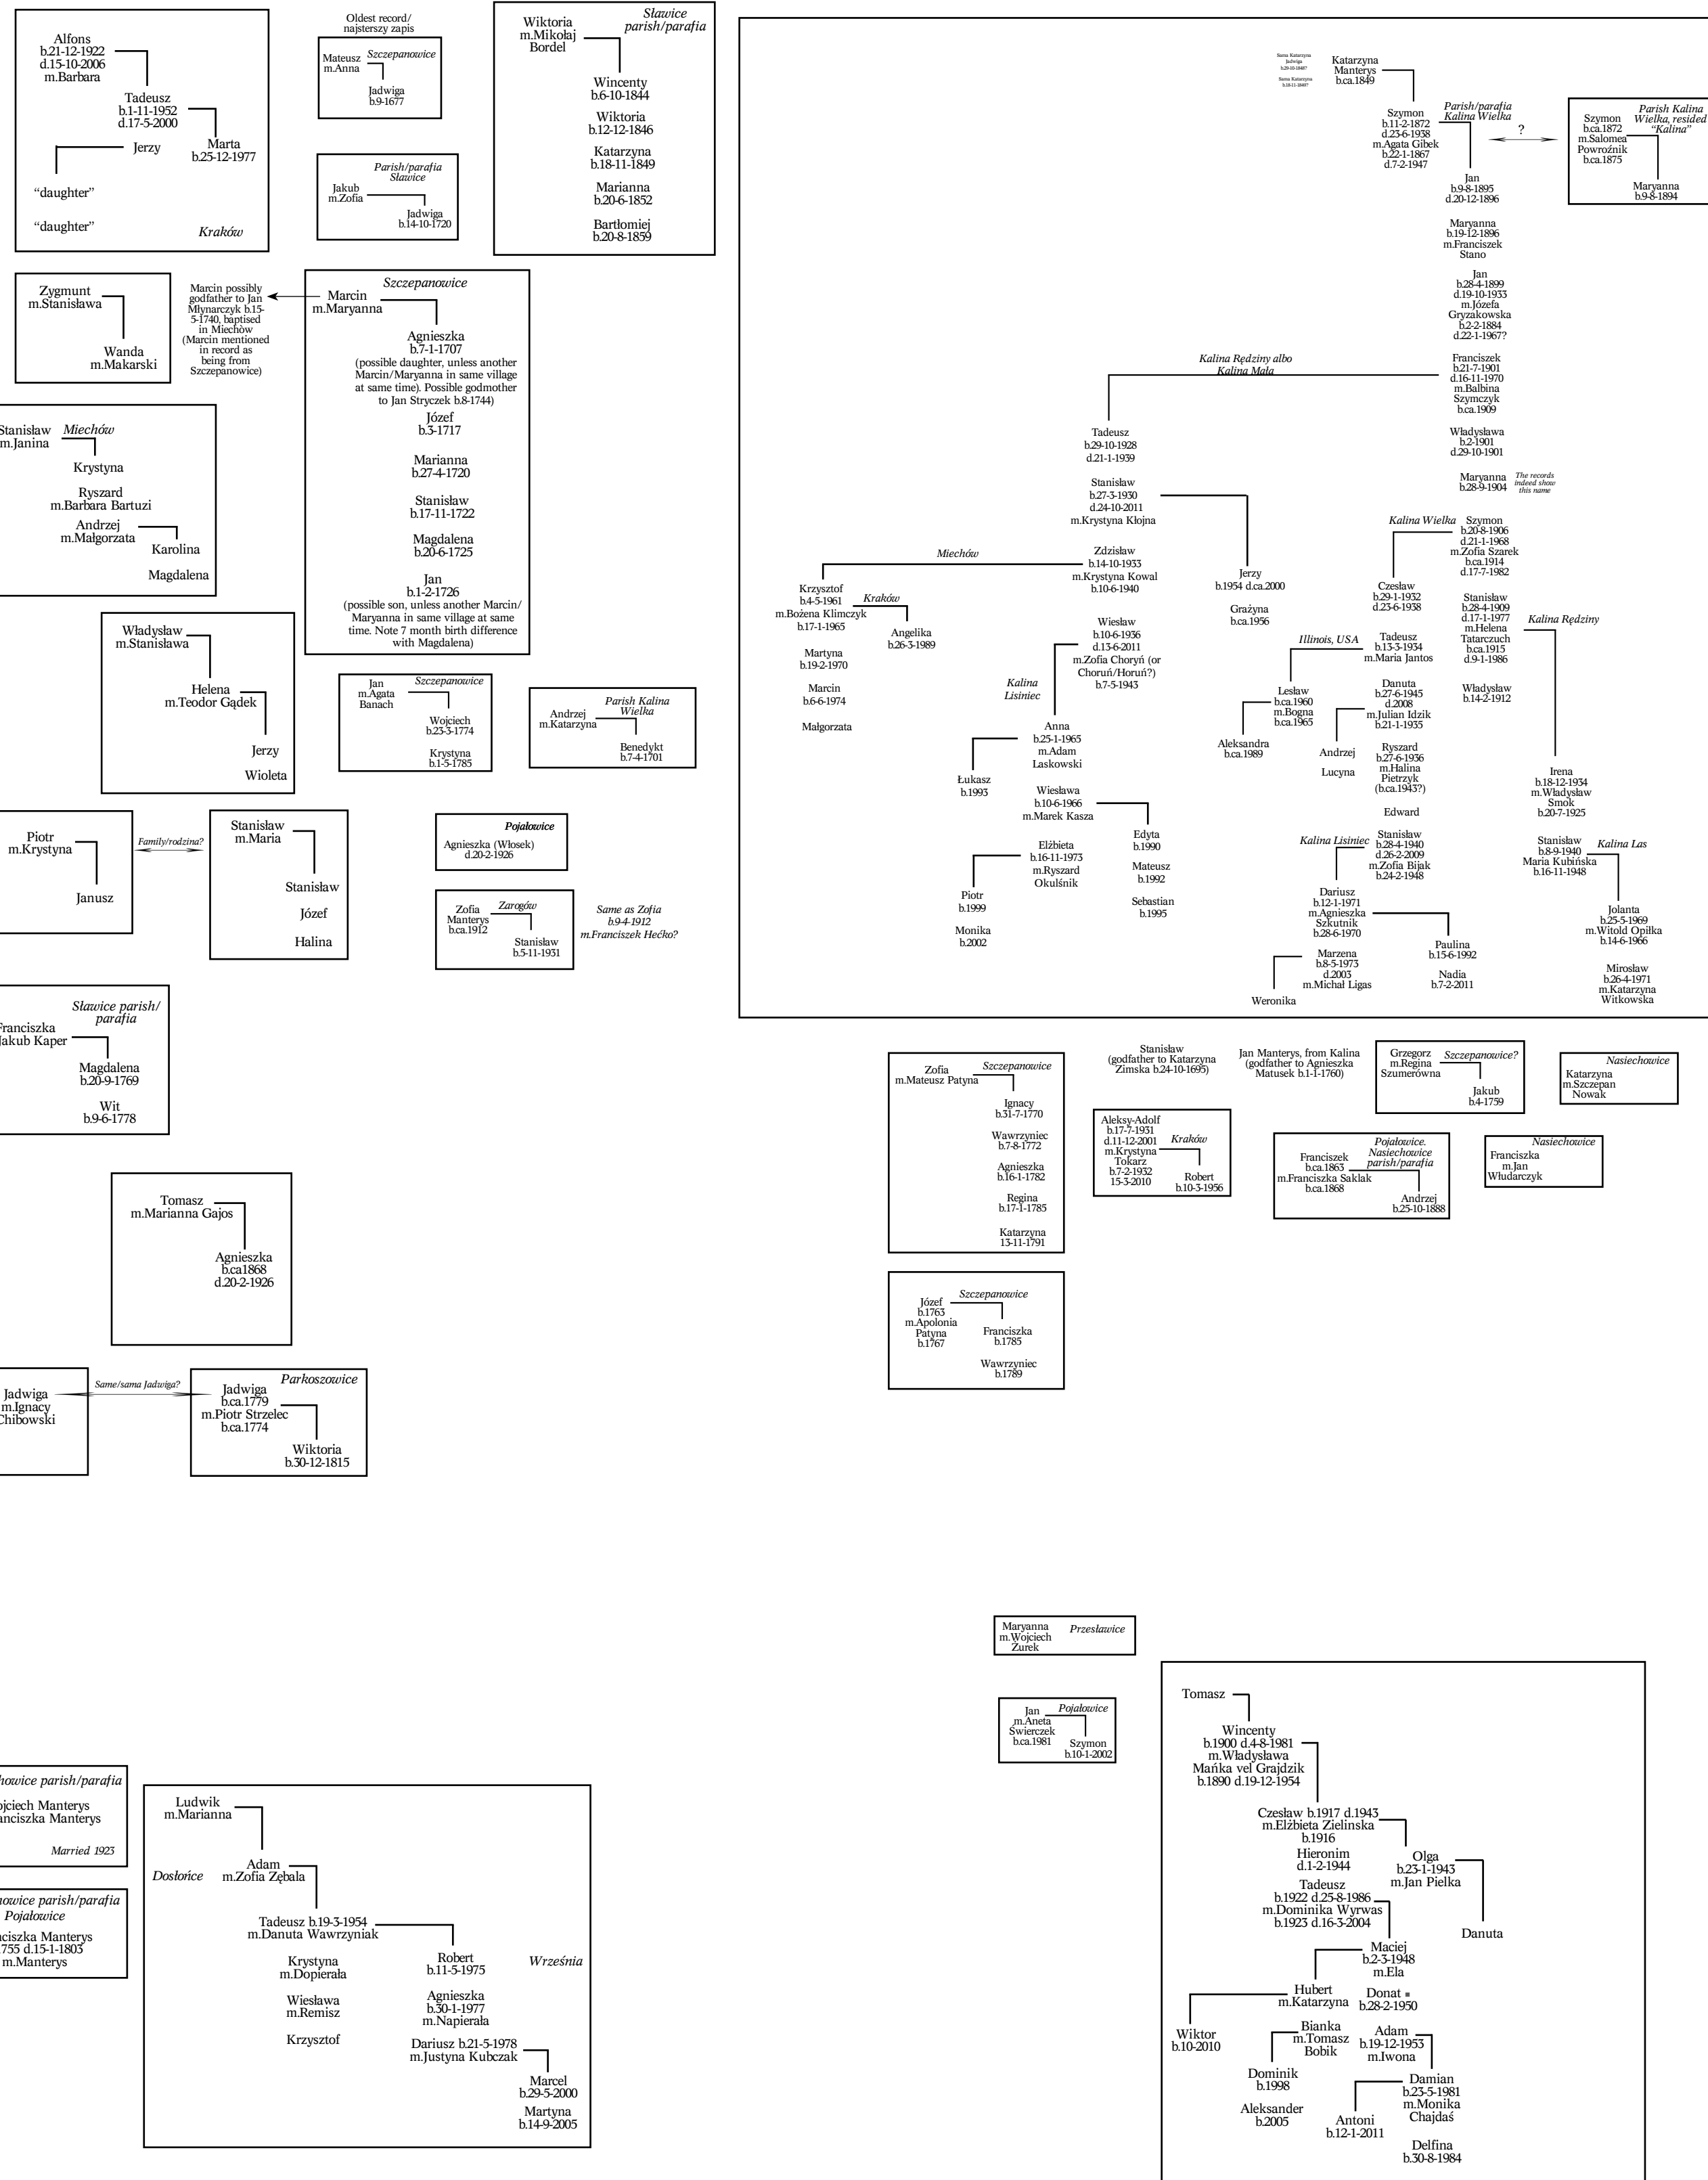 Alfons
b.21-12-1922
d.15-10-2006
m.Barbara
Tadeusz
b.1-11-1952
d.17-5-2000
Jerzy
Marta
b.25-12-1977
“daughter”
“daughter”
Kraków
Oldest record/
najsterszy zapis
Mateusz
m.Anna
Szczepanowice
Jadwiga
b.9-1677
Parish/parafia
Sławice
Jakub
m.Zofia
Jadwiga
b.14-10-1720
Wiktoria
m.Mikołaj
Bordel
Sławice
parish/parafia
Wincenty
b.6-10-1844
Wiktoria
b.12-12-1846
Katarzyna
b.18-11-1849
Marianna
b.20-6-1852
Bartłomiej
b.20-8-1859
Zygmunt
m.Stanisława
Wanda
m.Makarski
Marcin possibly
godfather to Jan
Młynarczyk b.15-
5-1740, baptised
in Miechòw
(Marcin mentioned
in record as
being from
Szczepanowice)
Szczepanowice
Marcin
m.Maryanna
Agnieszka
b.7-1-1707
(possible daughter, unless another
Marcin/Maryanna in same village
at same time). Possible godmother
to Jan Stryczek b.8-1744)
Józef
b.3-1717
Marianna
b.27-4-1720
Stanisław
b.17-11-1722
Magdalena
b.20-6-1725
Jan
b.1-2-1726
(possible son, unless another Marcin/
Maryanna in same village at same
time. Note 7 month birth difference
with Magdalena)
Stanisław
m.Janina
Miechów
Krystyna
Ryszard
m.Barbara Bartuzi
Andrzej
m.Małgorzata
Karolina
Magdalena
Władysław
m.Stanisława
Helena
m.Teodor Gądek
Jerzy
Wioleta
Jan
m.Agata
Banach
Szczepanowice
Wojciech
b.23-3-1774
Krystyna
b.1-5-1785
Parish Kalina
Wielka
Andrzej
m.Katarzyna
Benedykt
b.7-4-1701
Piotr
m.Krystyna
Janusz
Family/rodzina?
Stanisław
m.Maria
Stanisław
Józef
Halina
Pojałowice
Agnieszka (Włosek)
d.20-2-1926
Zofia
Manterys
b.ca.1912
Zarogów
Stanisław
b.5-11-1931
Same as Zofia
b.9-4-1912
m.Franciszek Hećko?
Sławice parish/
parafia
Franciszka
Jakub Kaper
Magdalena
b.20-9-1769
Wit
b.9-6-1778
Tomasz
m.Marianna Gajos
Agnieszka
b.ca1868
d.20-2-1926
Jadwiga
m.Ignacy
Chibowski
Same/sama Jadwiga?
Parkoszowice
Jadwiga
b.ca.1779
m.Piotr Strzelec
b.ca.1774
Wiktoria
b.30-12-1815
howice parish/parafia
ojciech Manterys
anciszka Manterys
Married 1923
howice parish/parafia
Pojałowice
ciszka Manterys
755 d.15-1-1803
m.Manterys
Ludwik
m.Marianna
Dosłońce
Adam
m.Zofia Zębala
Tadeusz b.19-3-1954
m.Danuta Wawrzyniak
Krystyna
m.Dopierała
Wiesława
m.Remisz
Krzysztof
Robert
b.11-5-1975
Września
Agnieszka
b.30-1-1977
m.Napierała
Dariusz b.21-5-1978
m.Justyna Kubczak
Marcel
b.29-5-2000
Martyna
b.14-9-2005
Katarzyna
Manterys
b.ca.1849
Szymon
b.11-2-1872
d.23-6-1938
m.Agata Gibek
b.22-1-1867
d.7-2-1947
Parish/parafia
Kalina Wielka
?
Szymon
b.ca.1872
m.Salomea
Powroźnik
b.ca.1875
Parish Kalina
Wielka, resided
“Kalina”
Maryanna
b.9-8-1894
Jan
b.9-8-1895
d.20-12-1896
Maryanna
b.19-12-1896
m.Franciszek
Stano
Jan
b.28-4-1899
d.19-10-1933
m.Józefa
Gryzakowska
b.2-2-1884
d.22-1-1967?
Franciszek
b.21-7-1901
d.16-11-1970
m.Balbina
Szymczyk
b.ca.1909
Kalina Rędziny albo
Kalina Mała
Władysława
b.2-1901
d.29-10-1901
Maryanna
b.28-9-1904
The records
indeed show
this name
Tadeusz
b.29-10-1928
d.21-1-1939
Stanisław
b.27-3-1930
d.24-10-2011
m.Krystyna Kłojna
Jerzy
b.1954 d.ca.2000
Grażyna
b.ca.1956
Miechów
Zdzisław
b.14-10-1933
m.Krystyna Kowal
b.10-6-1940
Krzysztof
b.4-5-1961
m.Bożena Klimczyk
b.17-1-1965
Kraków
Angelika
b.26-3-1989
Martyna
b.19-2-1970
Marcin
b.6-6-1974
Małgorzata
Wiesław
b.10-6-1936
d.13-6-2011
m.Zofia Choryń (or
Choruń/Horuń?)
b.7-5-1943
Kalina
Lisiniec
Anna
b.25-1-1965
m.Adam
Laskowski
Łukasz
b.1993
Wiesława
b.10-6-1966
m.Marek Kasza
Edyta
b.1990
Mateusz
b.1992
Sebastian
b.1995
Elżbieta
b.16-11-1973
m.Ryszard
Okulśnik
Piotr
b.1999
Monika
b.2002
Kalina Wielka
Szymon
b.20-8-1906
d.21-1-1968
m.Zofia Szarek
b.ca.1914
d.17-7-1982
Czesław
b.29-1-1932
d.23-6-1938
Illinois, USA
Tadeusz
b.13-3-1934
m.Maria Jantos
Lesław
b.ca.1960
m.Bogna
b.ca.1965
Aleksandra
b.ca.1989
Danuta
b.27-6-1945
d.2008
m.Julian Idzik
b.21-1-1935
Andrzej
Lucyna
Ryszard
b.27-6-1936
m.Halina
Pietrzyk
(b.ca.1943?)
Edward
Kalina Lisiniec
Stanisław
b.28-4-1940
d.26-2-2009
m.Zofia Bijak
b.24-2-1948
Dariusz
b.12-1-1971
m.Agnieszka
Szkutnik
b.28-6-1970
Paulina
b.15-6-1992
Nadia
b.7-2-2011
Marzena
b.8-5-1973
d.2003
m.Michał Ligas
Weronika
Stanisław
b.28-4-1909
d.17-1-1977
m.Helena
Tatarczuch
b.ca.1915
d.9-1-1986
Kalina Rędziny
Władysław
b.14-2-1912
Irena
b.18-12-1934
m.Władysław
Smok
b.20-7-1925
Stanisław
b.8-9-1940
Maria Kubińska
b.16-11-1948
Kalina Las
Jolanta
b.25-5-1969
m.Witold Opiłka
b.14-6-1966
Mirosław
b.26-4-1971
m.Katarzyna
Witkowska
Zofia
m.Mateusz Patyna
Szczepanowice
Ignacy
b.31-7-1770
Wawrzyniec
b.7-8-1772
Agnieszka
b.16-1-1782
Regina
b.17-1-1785
Katarzyna
13-11-1791
Stanisław
(godfather to Katarzyna
Zimska b.24-10-1695)
Jan Manterys, from Kalina
(godfather to Agnieszka
Matusek b.1-1-1760)
Grzegorz
m.Regina
Szumerówna
Szczepanowice?
Jakub
b.4-1759
Nasiechowice
Katarzyna
m.Szczepan
Nowak
Aleksy-Adolf
b.17-7-1931
d.11-12-2001
m.Krystyna
Tokarz
b.7-2-1932
15-3-2010
Kraków
Robert
b.10-3-1956
Pojałowice.
Nasiechowice
parish/parafia
Franciszek
b.ca.1863
m.Franciszka Saklak
b.ca.1868
Andrzej
b.25-10-1888
Nasiechowice
Franciszka
m.Jan
Włudarczyk
Józef
b.1763
m.Apolonia
Patyna
b.1767
Szczepanowice
Franciszka
b.1785
Wawrzyniec
b.1789
Maryanna
m.Wojciech
Żurek
Przesławice
Jan
m.Aneta
Świerczek
b.ca.1981
Pojałowice
Szymon
b.10-1-2002
Tomasz
Wincenty
b.1900 d.4-8-1981
m.Władysława
Mańka vel Grajdzik
b.1890 d.19-12-1954
Czesław b.1917 d.1943
m.Elżbieta Zielinska
b.1916
Hieronim
d.1-2-1944
Olga
b.23-1-1943
m.Jan Pielka
Danuta
Tadeusz
b.1922 d.25-8-1986
m.Dominika Wyrwas
b.1923 d.16-3-2004
Maciej
b.2-3-1948
m.Ela
Hubert
m.Katarzyna
Wiktor
b.10-2010
Donat
b.28-2-1950
Bianka
m.Tomasz
Bobik
Dominik
b.1998
Aleksander
b.2005
Adam
b.19-12-1953
m.Iwona
Damian
b.23-5-1981
m.Monika
Chajdaś
Antoni
b.12-1-2011
Delfina
b.30-8-1984